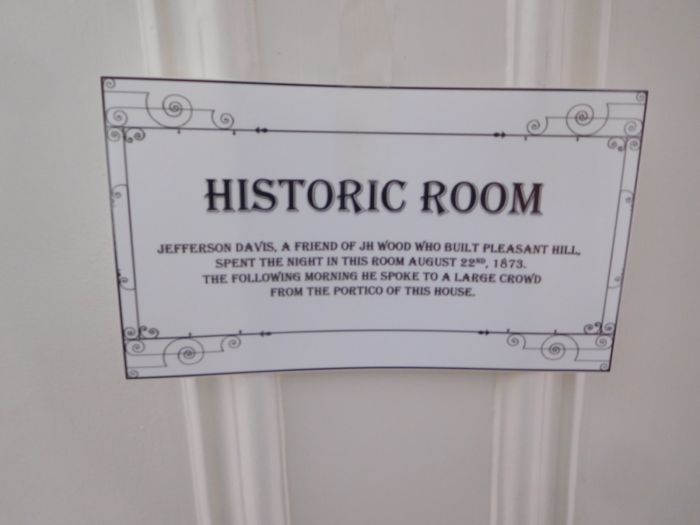 HISTORIC ROOM
JEFFERSON DAVIS, A FRIEND OF JH WOOD WHO BUILT PLEASANT HILL,
SPENT THE NIGHT IN THIS ROOM AUGUST 22ND, 1873.
THE FOLLOWING MORNING HE SPOKE TO A LARGE CROWD
FROM THE PORTICO OF THIS HOUSE.